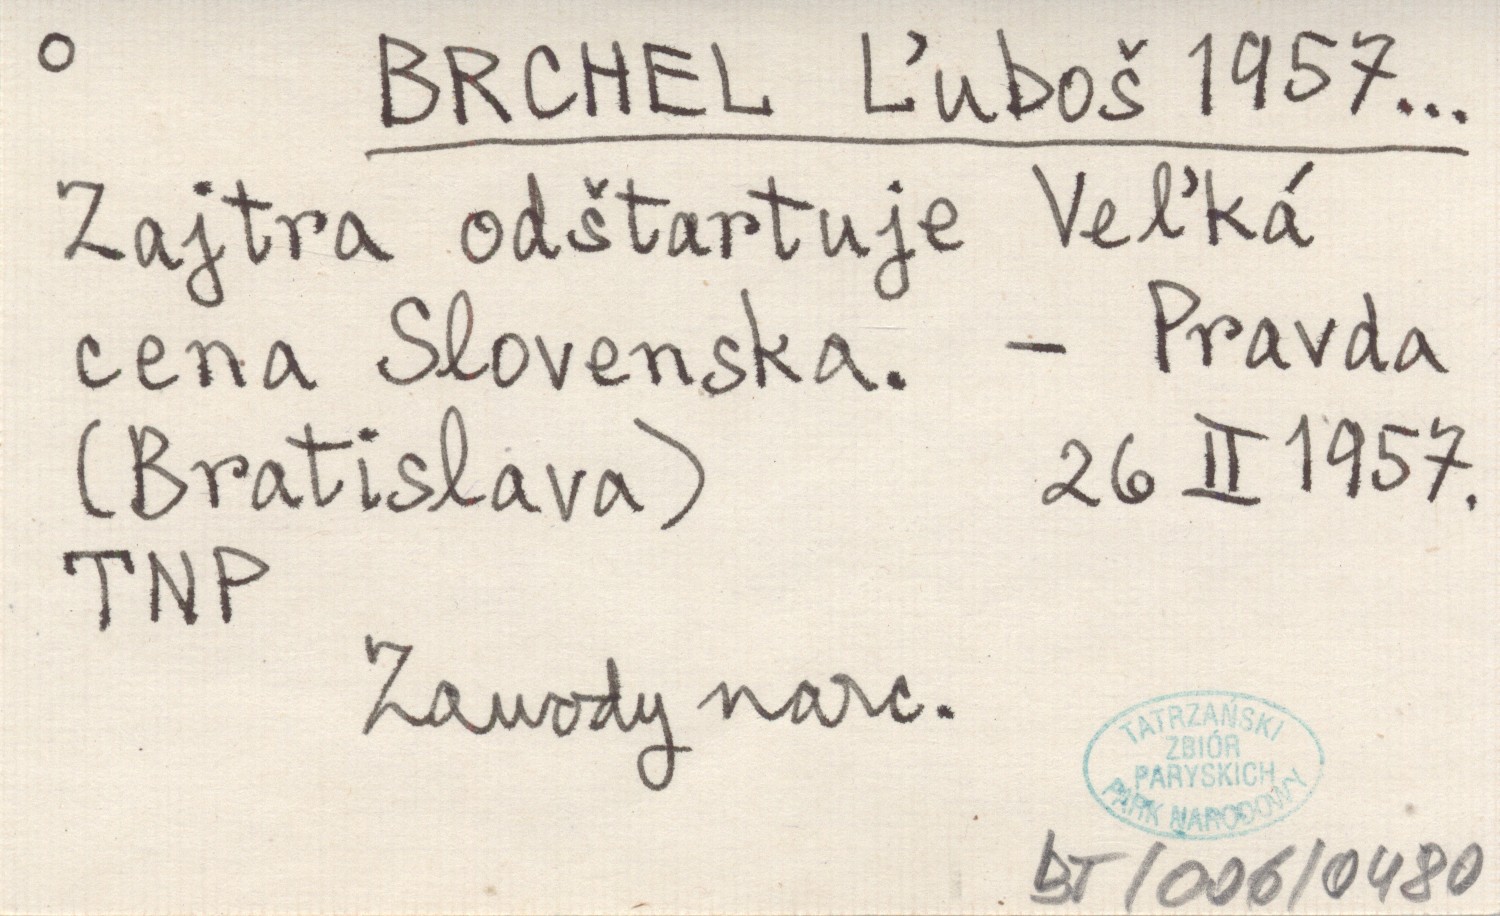 o BRCHEL Ľuboš 1957...
Zajtra odštartuje Veľká
cena Slovenska. – Pravda
(Bratislava) 26 II 1957.
TNP
Zawody narc.
TATRZAŃSKI
ZBIÓR
PARYSKICH
PARK NARODOWY
BT/006/0480